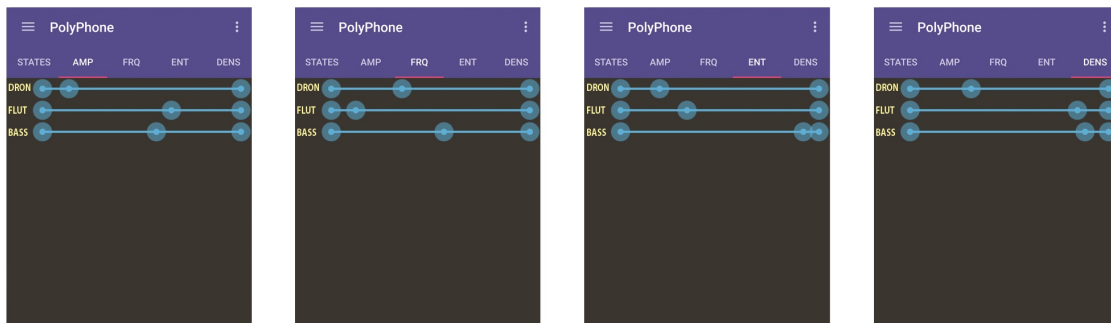 PolyPhone
STATES AMP FRQ ENT DENS
DRON
FLUT
BASS
PolyPhone
STATES AMP FRQ ENT DENS
DRON
FLUT
BASS
PolyPhone
STATES AMP FRQ ENT DENS
DRON
FLUT
BASS
PolyPhone
STATES AMP FRQ ENT DENS
DRON
FLUT
BASS